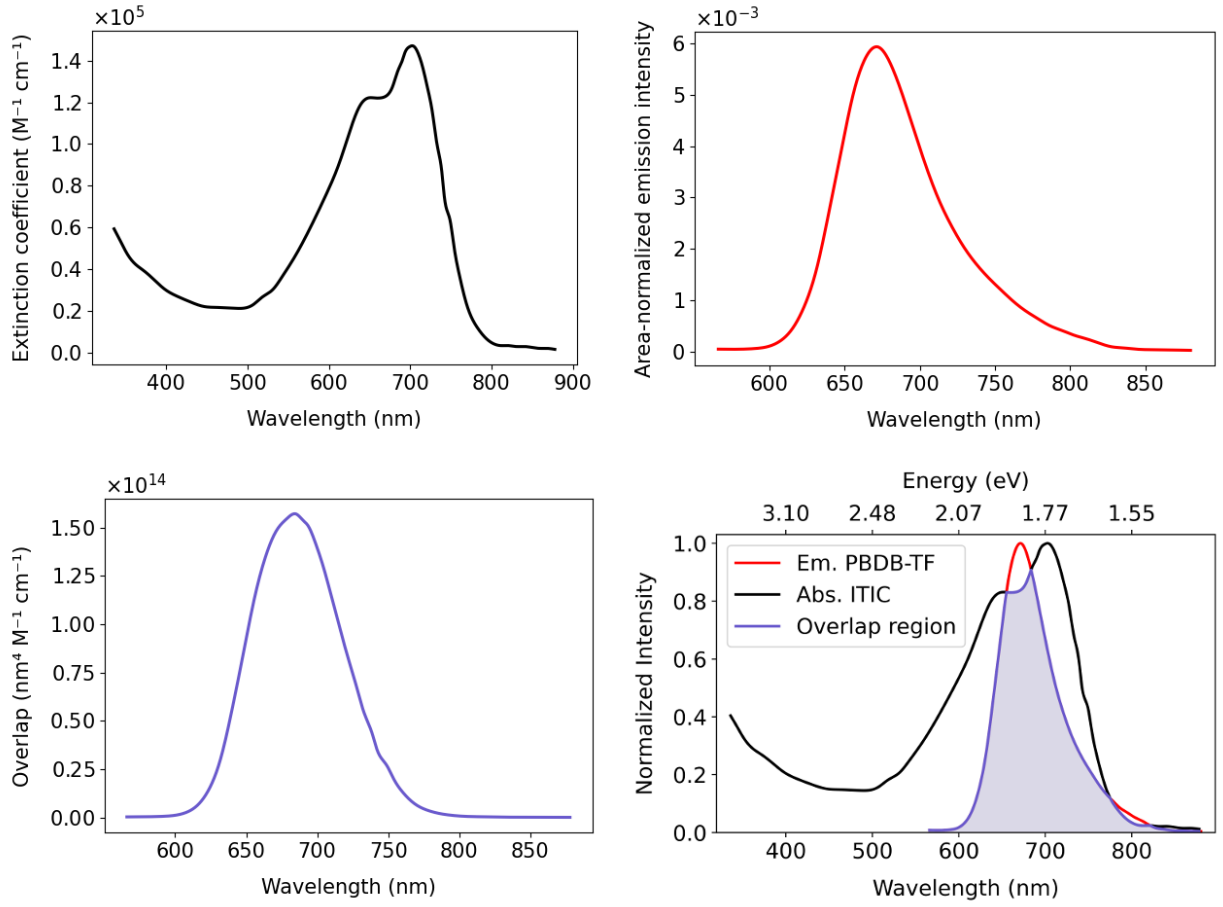 ×10⁵
Extinction coefficient (M⁻¹ cm⁻¹)
1.4
1.2
1.0
0.8
0.6
0.4
0.2
0.0
400 500 600 700 800 900
Wavelength (nm)
×10⁻³
Area-normalized emission intensity
6
5
4
3
2
1
0
600 650 700 750 800 850
Wavelength (nm)
×10¹⁴
Overlap (nm⁴ M⁻¹ cm⁻¹)
1.50
1.25
1.00
0.75
0.50
0.25
0.00
600 650 700 750 800 850
Wavelength (nm)
Energy (eV)
3.10 2.48 2.07 1.77 1.55
Normalized Intensity
1.0
0.8
0.6
0.4
0.2
0.0
Em. PBDB-TF
Abs. ITIC
Overlap region
400 500 600 700 800
Wavelength (nm)